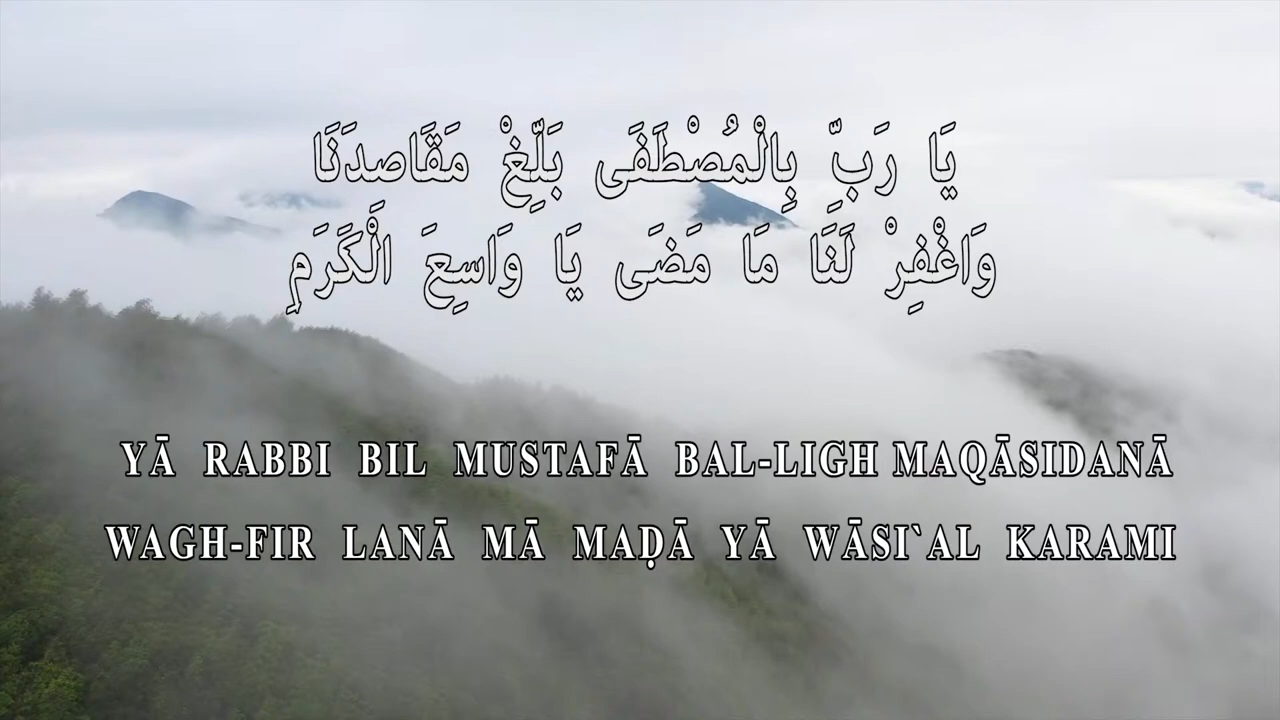 يَا رَبِّ بِالْمُصْطَفَى بَلِّغْ مَقَاصِدَنَا
وَاغْفِرْ لَنَا مَا مَضَى يَا وَاسِعَ الْكَرَمِ
YĀ RABBI BIL MUSTAFĀ BAL-LIGH MAQĀSIDANĀ
WAGH-FIR LANĀ MĀ MAḌĀ YĀ WĀSI`AL KARAMI